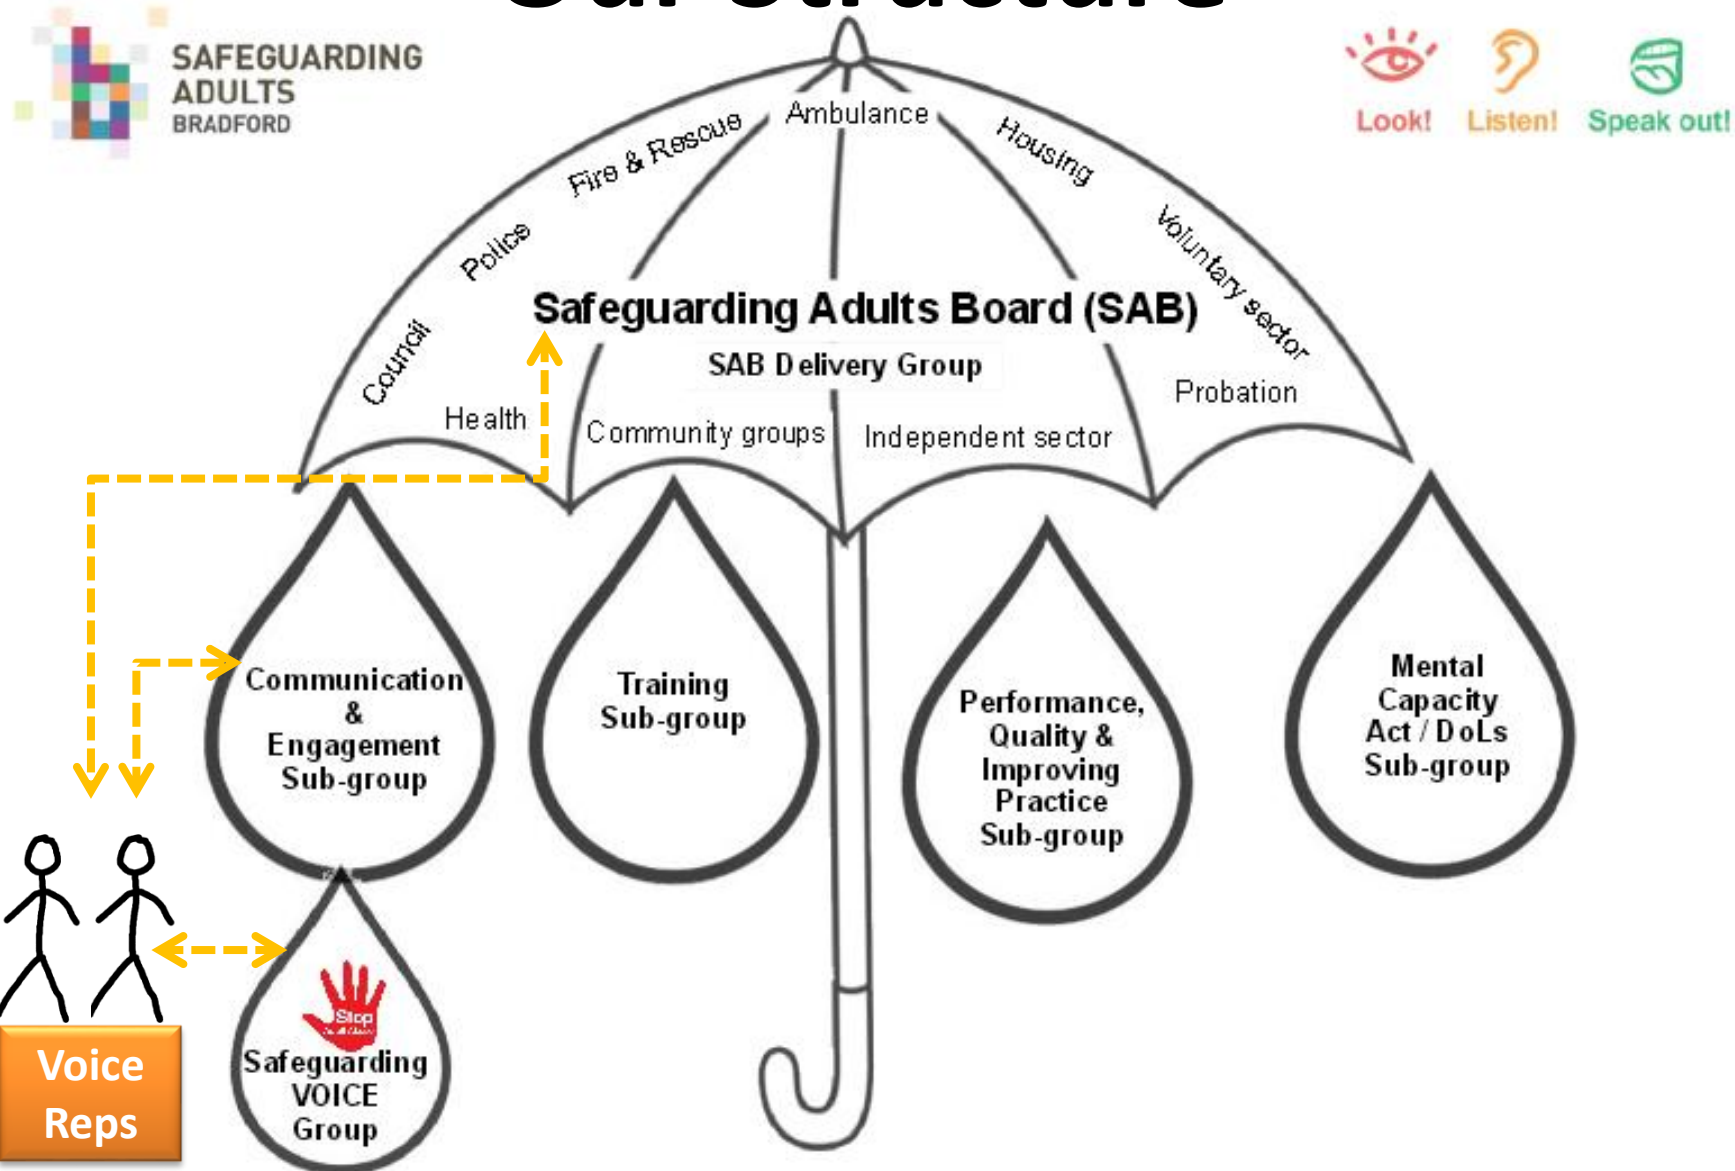 Our Structure
SAFEGUARDING
ADULTS
BRADFORD
Look!
Listen!
Speak out!
Ambulance
Fire & Rescue
Housing
Police
Voluntary sector
Council
Safeguarding Adults Board (SAB)
SAB Delivery Group
Probation
Health
Community groups
Independent sector
Communication
&
Engagement
Sub-group
Training
Sub-group
Performance,
Quality &
Improving
Practice
Sub-group
Mental
Capacity
Act / DoLs
Sub-group
Stop
Safeguarding
VOICE
Group
Voice
Reps